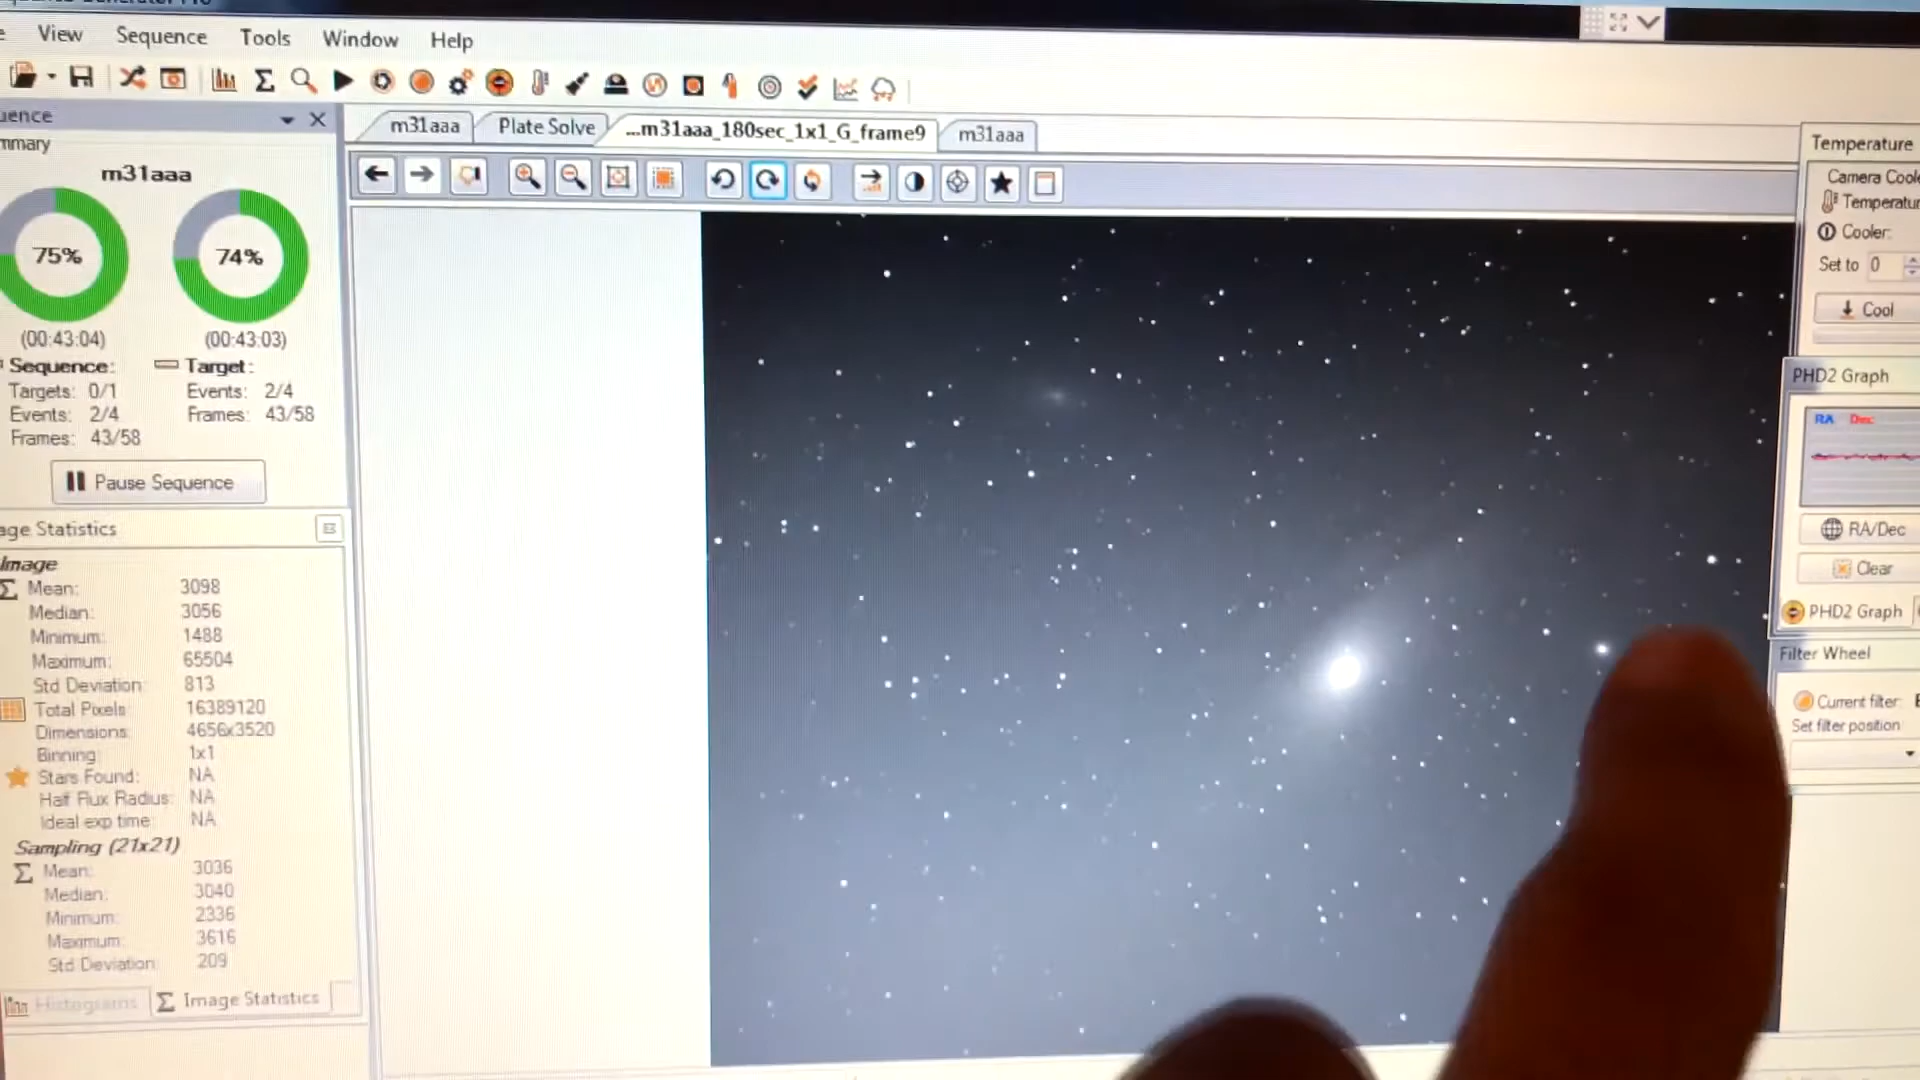 View Sequence Tools Window Help
m31aaa
75%
74%
(00:43:04)
(00:43:03)
Sequence:
Targets: 0/1
Events: 2/4
Frames: 43/58
Target:
Events: 2/4
Frames: 43/58
Pause Sequence
Image
Mean: 3098
Median: 3056
Minimum: 1488
Maximum: 65504
Std Deviation: 813
Total Pixels: 16389120
Dimensions: 4656x3520
Binning: 1x1
Stars Found: NA
Half Flux Radius: NA
Ideal exp time: NA
Sampling (21x21)
Mean: 3036
Median: 3040
Minimum: 2336
Maximum: 3616
Std Deviation: 209
Histograms
Image Statistics
m31aaa
Plate Solve
...m31aaa_180sec_1x1_G_frame9
m31aaa
Temperature
Camera
Cooler:
Set to 0
Cool
PHD2 Graph
RA Dec
RA/Dec
Clear
PHD2 Graph
Filter Wheel
Current filter:
Set filter position